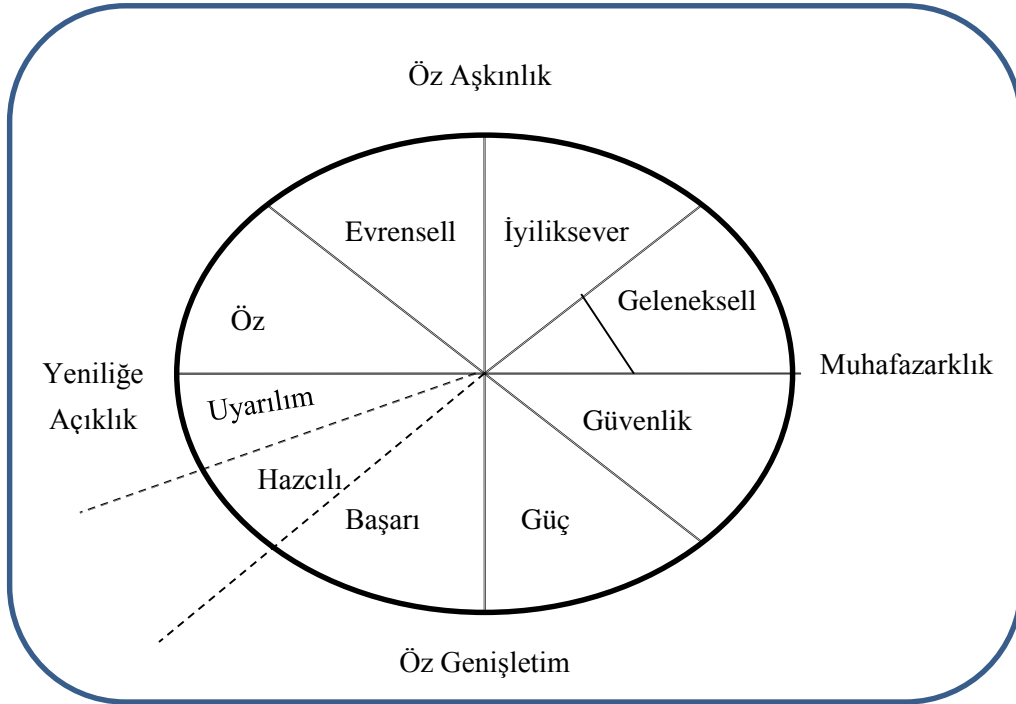 Öz Aşkınlık
Evrensell
İyiliksever
Geleneksell
Öz
Yeniliğe
Açıklık
Muhafazarklık
Uyarılım
Güvenlik
Hazcılı
Başarı
Güç
Öz Genişletim